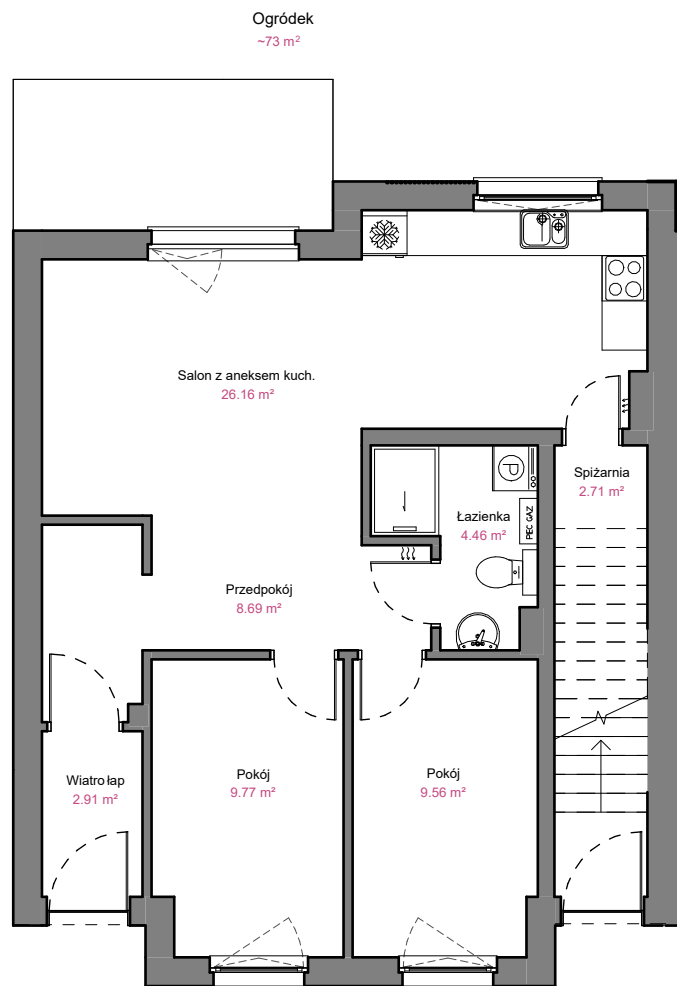 Ogródek
~73 m²
Salon z aneksem kuch.
26.16 m²
Spiżarnia
2.71 m²
Łazienka
4.46 m²
P
PIEC GAZ
Przedpokój
8.69 m²
Wiatrołap
2.91 m²
Pokój
9.77 m²
Pokój
9.56 m²